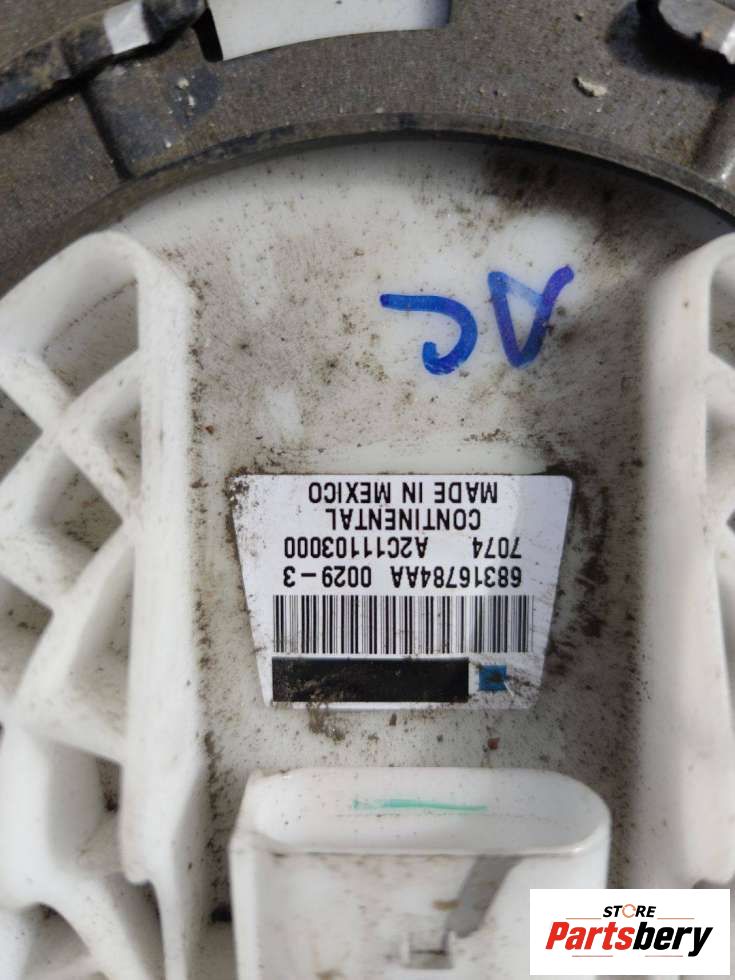 AC
MADE IN MEXICO
CONTINENTAL
7074 A2C11103000
68316784AA 0029-3
STORE
Partsbery